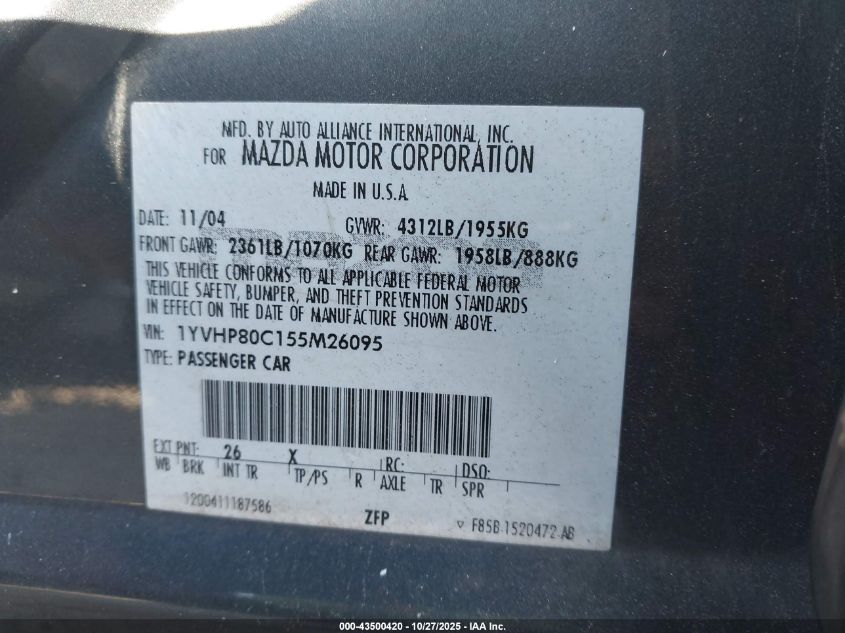 MFD. BY AUTO ALLIANCE INTERNATIONAL, INC.
FOR MAZDA MOTOR CORPORATION
MADE IN U.S.A
DATE: 11/04 GVWR: 4312LB/1955KG
FRONT GAWR: 2361LB/1070KG REAR GAWR: 1958LB/888KG
THIS VEHICLE CONFORMS TO ALL APPLICABLE FEDERAL MOTOR
VEHICLE SAFETY, BUMPER, AND THEFT PREVENTION STANDARDS
IN EFFECT ON THE DATE OF MANUFACTURE SHOWN ABOVE.
VIN: 1YVHP80C155M26095
TYPE: PASSENGER CAR
EXT PNT: 26 X RC: DSO:
WB BRK INT TR TP/PS R AXLE TR SPR
1200411187586
ZFP
F85B-1520472-AB
000-43500420 - 10/27/2025 - IAA Inc.